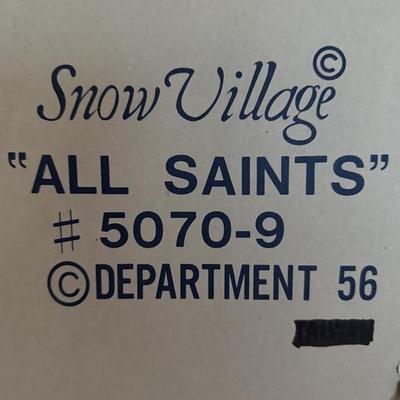 Snow Village ©
"ALL SAINTS"
# 5070-9
© DEPARTMENT 56